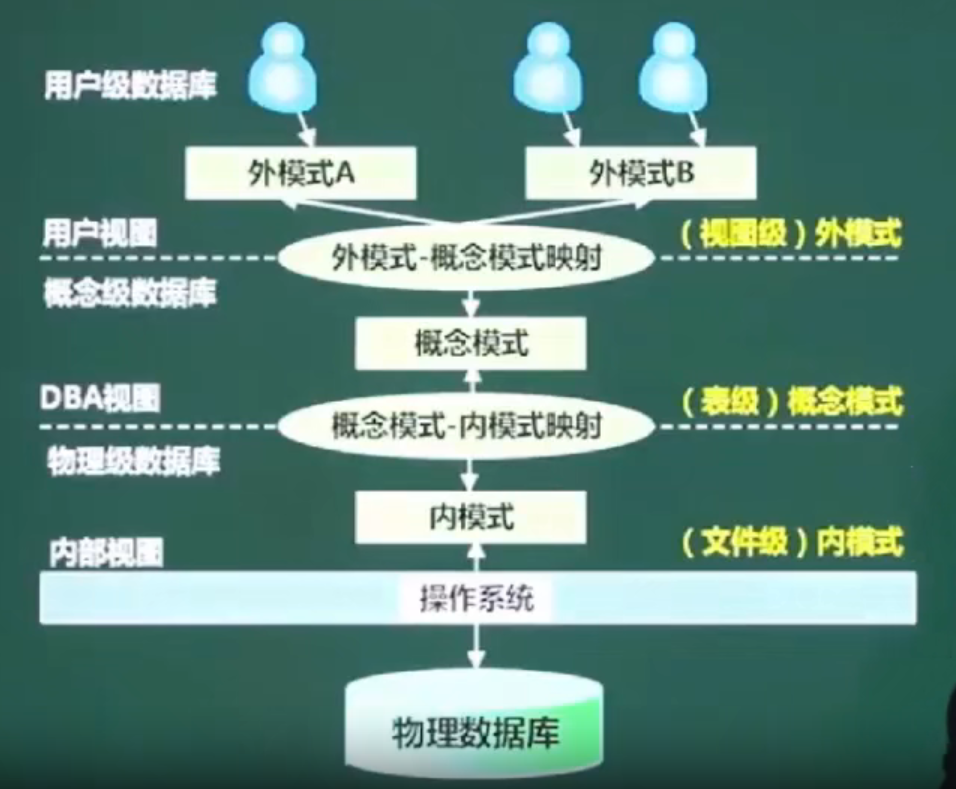 用户级数据库
外模式A
外模式B
用户视图
（视图级）外模式
外模式-概念模式映射
概念级数据库
概念模式
DBA视图
（表级）概念模式
概念模式-内模式映射
物理级数据库
内模式
内部视图
（文件级）内模式
操作系统
物理数据库